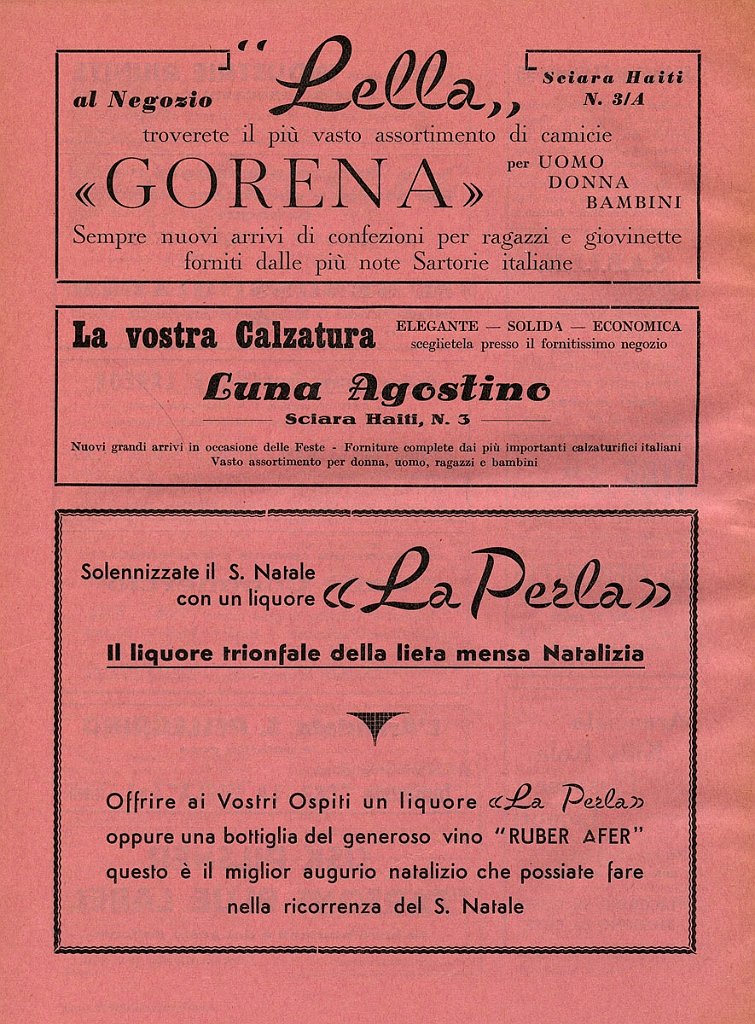 al Negozio “Lella„ Sciara Haiti
N. 3/A
troverete il più vasto assortimento di camicie
«GORENA» per UOMO
DONNA
BAMBINI
Sempre nuovi arrivi di confezioni per ragazzi e giovinette
forniti dalle più note Sartorie italiane
La vostra Calzatura ELEGANTE — SOLIDA — ECONOMICA
sceglietela presso il fornitissimo negozio
Luna Agostino
Sciara Haiti, N. 3
Nuovi grandi arrivi in occasione delle Feste - Forniture complete dai più importanti calzaturifici italiani
Vasto assortimento per donna, uomo, ragazzi e bambini
Solennizzate il S. Natale
con un liquore «La Perla»
Il liquore trionfale della lieta mensa Natalizia
Offrire ai Vostri Ospiti un liquore «La Perla»
oppure una bottiglia del generoso vino "RUBER AFER"
questo è il miglior augurio natalizio che possiate fare
nella ricorrenza del S. Natale